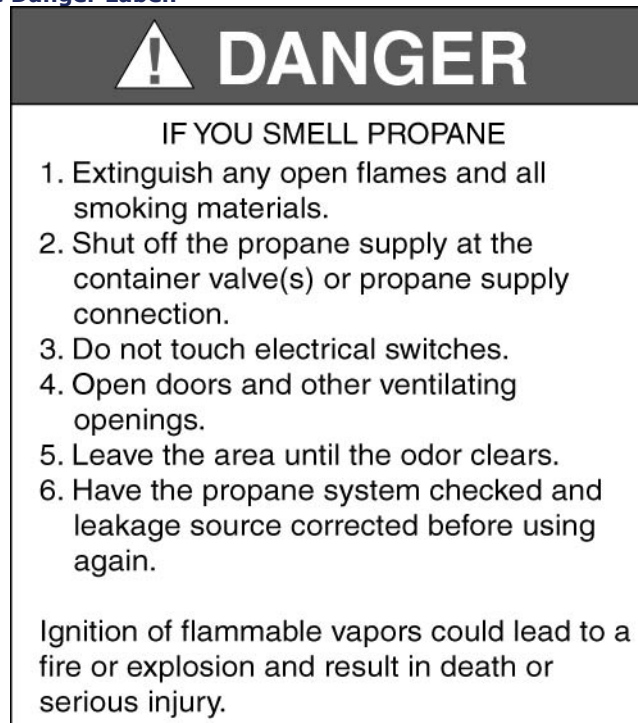 Danger Label.
DANGER
IF YOU SMELL PROPANE
1. Extinguish any open flames and all
smoking materials.
2. Shut off the propane supply at the
container valve(s) or propane supply
connection.
3. Do not touch electrical switches.
4. Open doors and other ventilating
openings.
5. Leave the area until the odor clears.
6. Have the propane system checked and
leakage source corrected before using
again.
Ignition of flammable vapors could lead to a
fire or explosion and result in death or
serious injury.